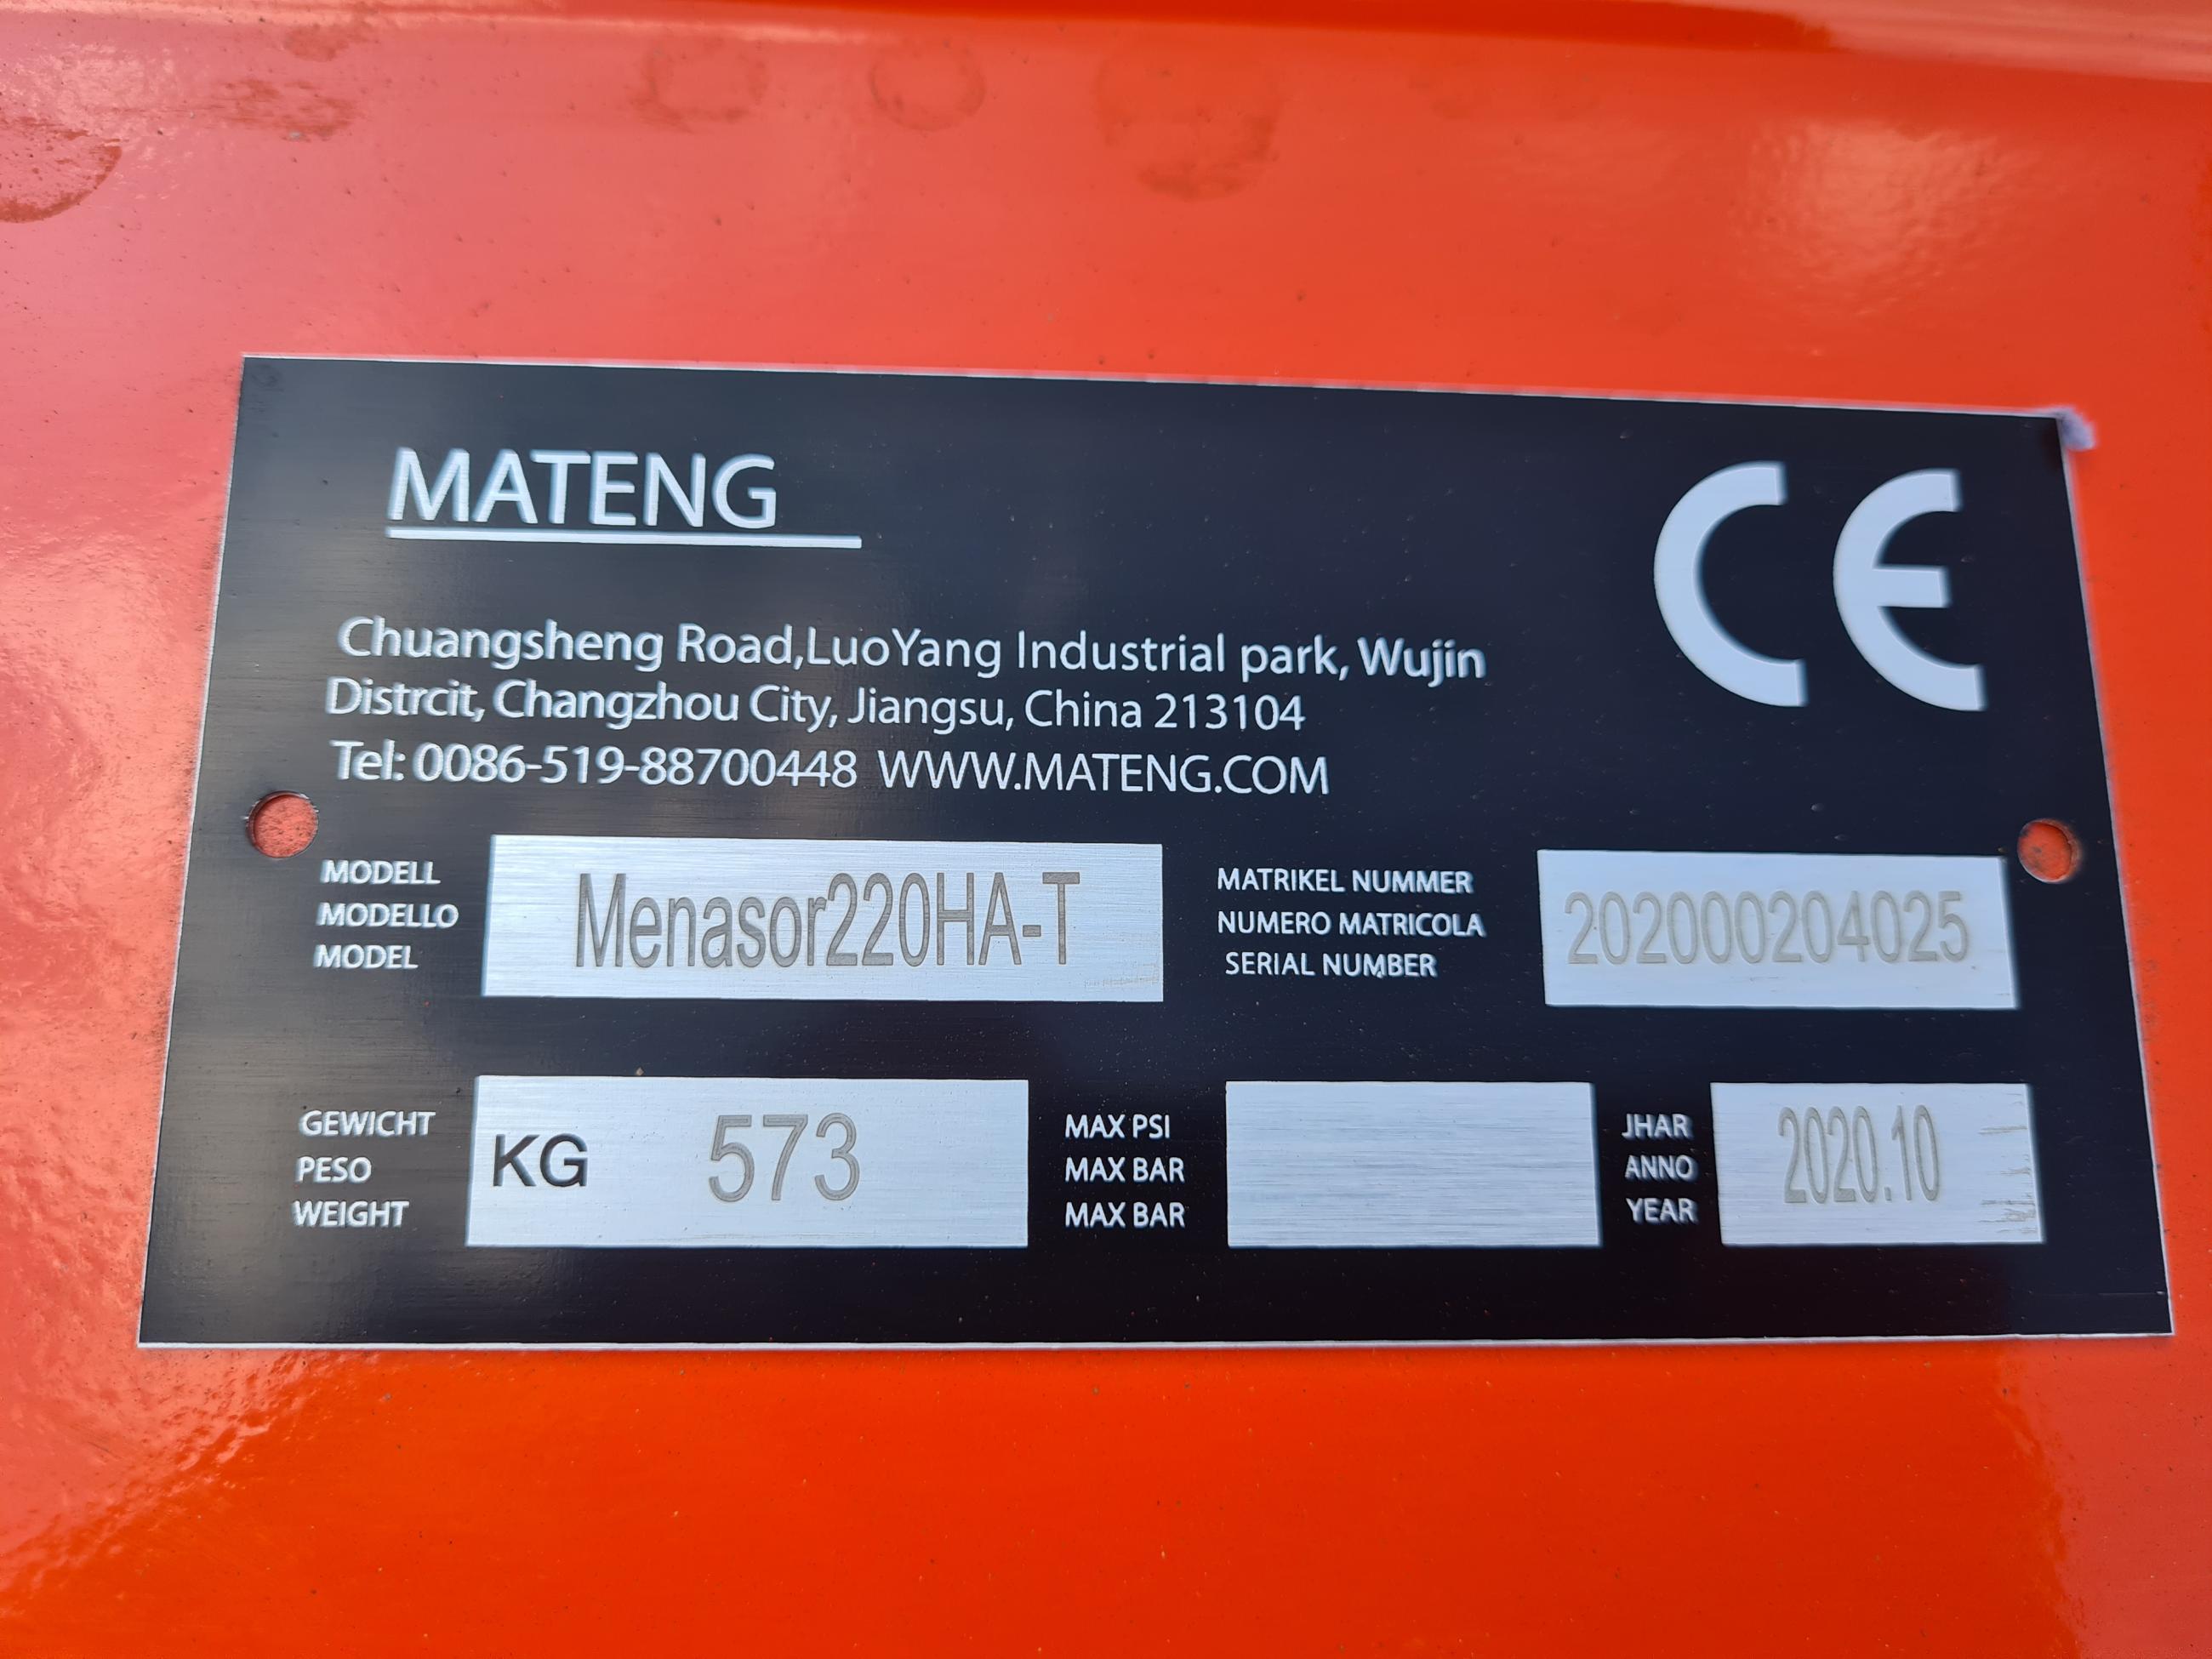 MATENG
CE
Chuangsheng Road,LuoYang Industrial park, Wujin
Distrcit, Changzhou City, Jiangsu, China 213104
Tel: 0086-519-88700448 WWW.MATENG.COM
MODELL
MODELLO
MODEL
Menasor220HA-T
MATRIKEL NUMMER
NUMERO MATRICOLA
SERIAL NUMBER
202000204025
GEWICHT
PESO
WEIGHT
KG 573
MAX PSI
MAX BAR
MAX BAR
JHAR
ANNO
YEAR
2020.10